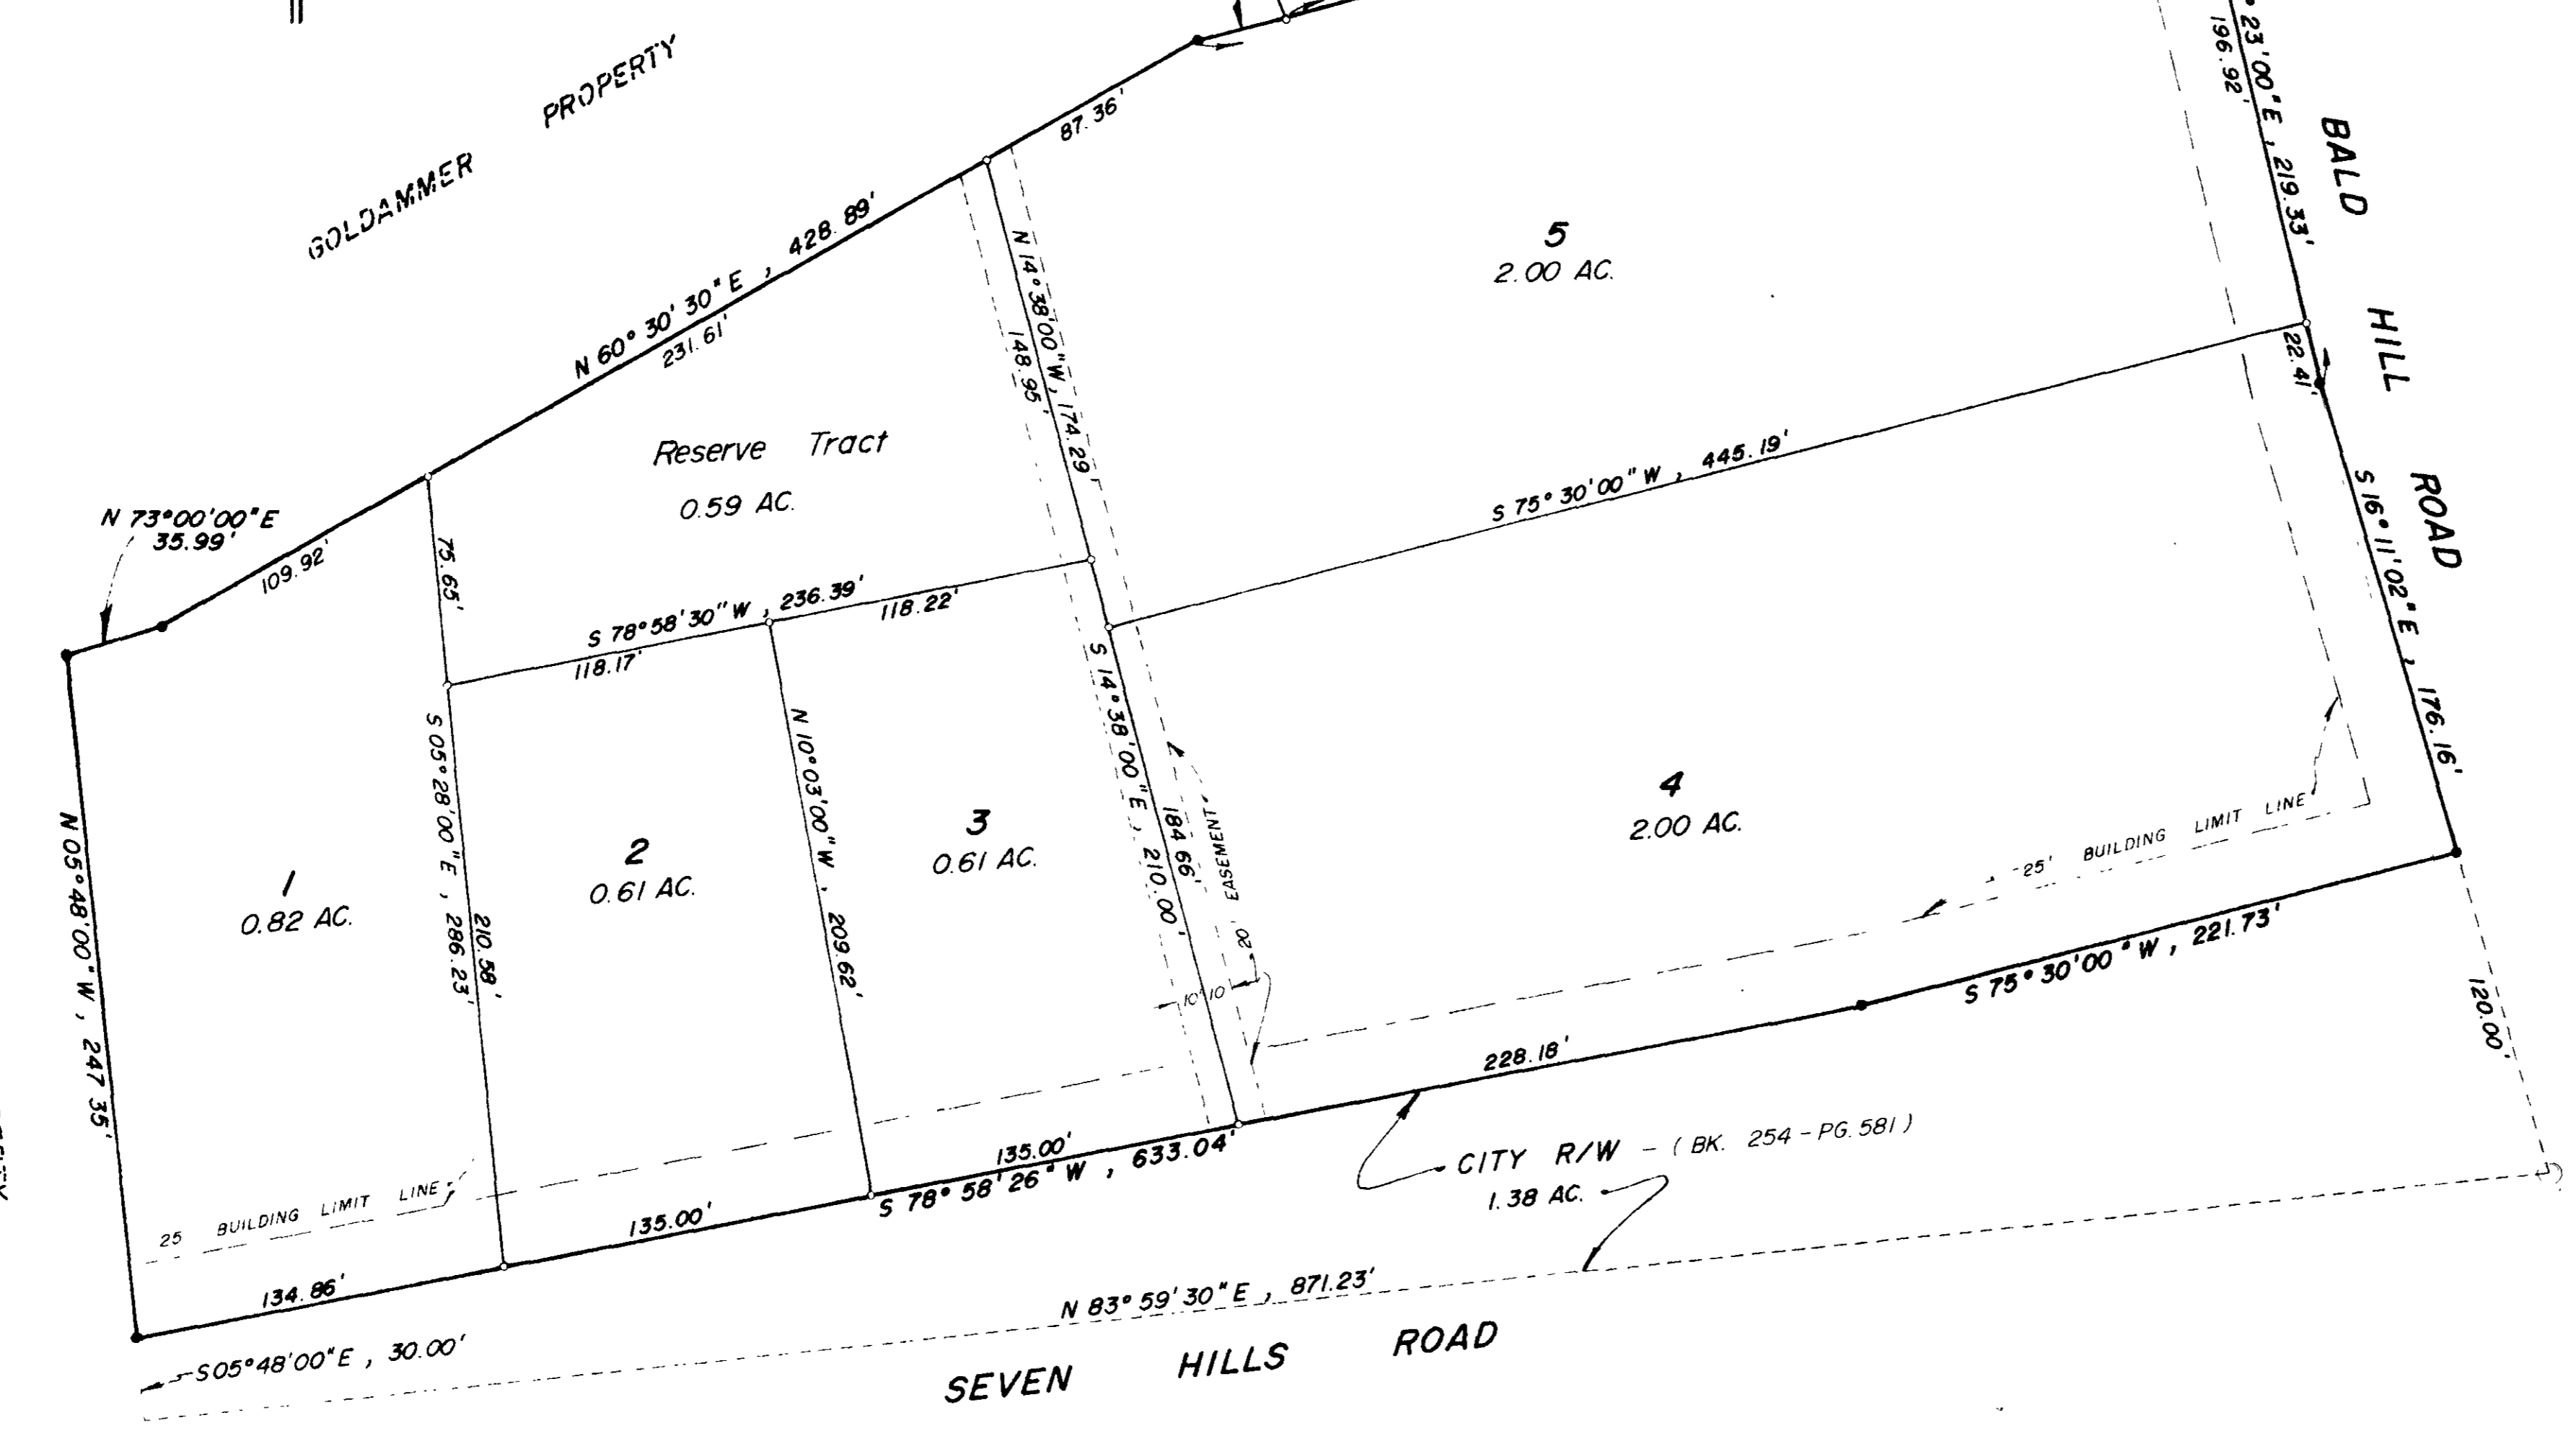 GOLDAMMER PROPERTY
N 60° 30' 30" E , 428.89'
231.61'
87.36'
N 73°00'00" E
35.99'
109.92'
75.65'
Reserve Tract
0.59 AC.
N 14°38'00" W, 174.29'
148.95'
5
2.00 AC.
° 23'00" E , 219.33'
196.92'
22.41'
BALD HILL ROAD
S 75° 30'00" W , 445.19'
S 16° 11'02" E , 176.16'
S 78° 58' 30" W , 236.39'
118.17'
118.22'
N 05° 48'00" W , 247 35'
1
0.82 AC.
S 05° 28'00" E , 286.23'
210.58'
2
0.61 AC.
N 10°03'00" W , 209.62'
3
0.61 AC.
S 14° 38'00" E , 210.00'
184 66'
20' EASEMENT
10' 10'
4
2.00 AC.
25' BUILDING LIMIT LINE
S 75° 30'00" W , 221.73'
228.18'
120.00'
25 BUILDING LIMIT LINE
134.86'
135.00'
135.00'
S 78° 58' 26" W , 633.04'
CITY R/W - ( BK. 254 - PG. 581 )
1.38 AC.
S 05°48'00" E , 30.00'
N 83° 59' 30" E , 871.23'
SEVEN HILLS ROAD